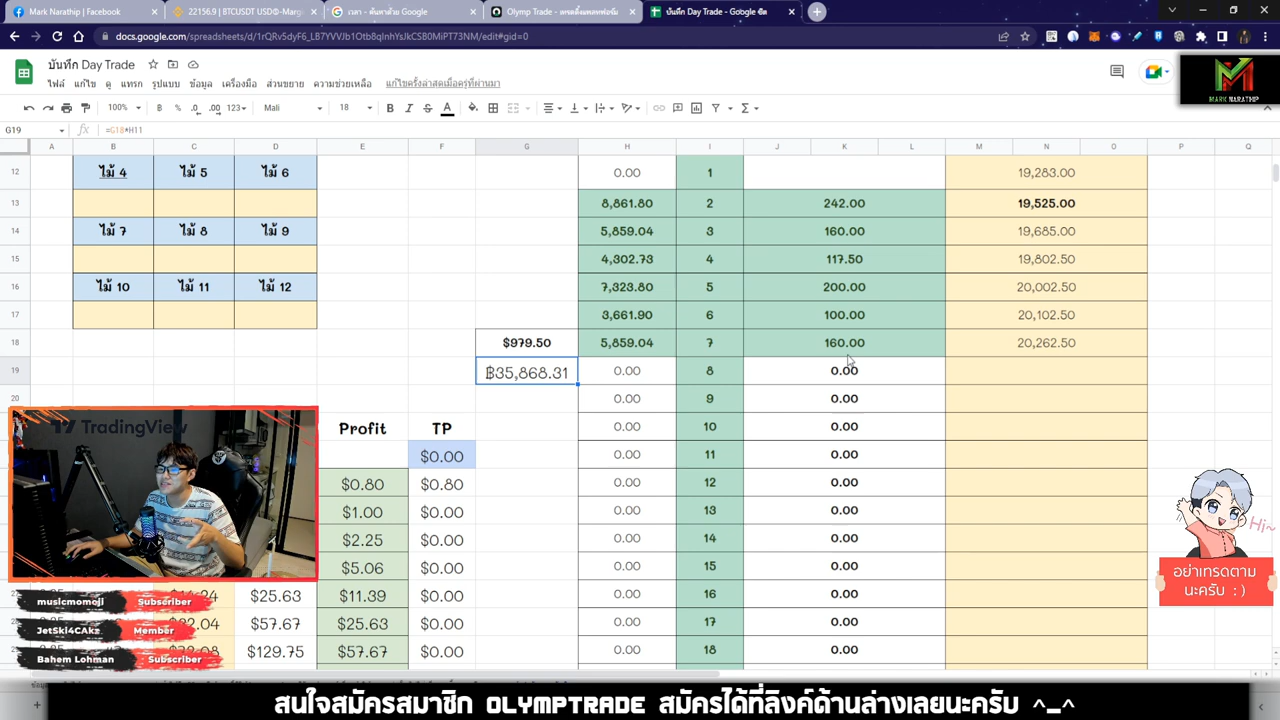 Mark Narathip | Facebook
22156.9 | BTCUSDT USDⓈ-Marg
เวลา - ค้นหาด้วย Google
Olymp Trade - เทรดดิ้งแพลทฟอร์ม
บันทึก Day Trade - Google ชีต
docs.google.com/spreadsheets/d/1rQRv5dyF6_LB7YVVJb1Otb8qInhYsJkCSB0MiPT73NM/edit#gid=0
บันทึก Day Trade
ไฟล์ แก้ไข ดู แทรก รูปแบบ ข้อมูล เครื่องมือ ส่วนขยาย ความช่วยเหลือ แก้ไขครั้งล่าสุดเมื่อครู่ที่ผ่านมา
MARK NARATHIP
100% ฿ % .0 .00 123 Mali 18 B I S A
G19 fx =G18*H11
A B C D E F G H I J K L M N O P Q
12 ไม้ 4 ไม้ 5 ไม้ 6 0.00 1 19,283.00
13 8,861.80 2 242.00 19,525.00
14 ไม้ 7 ไม้ 8 ไม้ 9 5,859.04 3 160.00 19,685.00
15 4,302.73 4 117.50 19,802.50
16 ไม้ 10 ไม้ 11 ไม้ 12 7,323.80 5 200.00 20,002.50
17 3,661.90 6 100.00 20,102.50
18 $979.50 5,859.04 7 160.00 20,262.50
19 ฿35,868.31 0.00 8 0.00
20 0.00 9 0.00
Profit TP 0.00 10 0.00
$0.00 0.00 11 0.00
$0.80 $0.80 0.00 12 0.00
$1.00 $0.00 0.00 13 0.00
$2.25 $0.00 0.00 14 0.00
$5.06 $0.00 0.00 15 0.00
$25.63 $11.39 $0.00 0.00 16 0.00
$57.67 $25.63 $0.00 0.00 17 0.00
$129.75 $57.67 $0.00 0.00 18 0.00
TradingView
musicmomoji Subscriber
JetSki4CAkz Member
Bahem Lohman Subscriber
Hi~
อย่าเทรดตาม
นะครับ : )
สนใจสมัครสมาชิก OLYMPTRADE สมัครได้ที่ลิงค์ด้านล่างเลยนะครับ ^_^